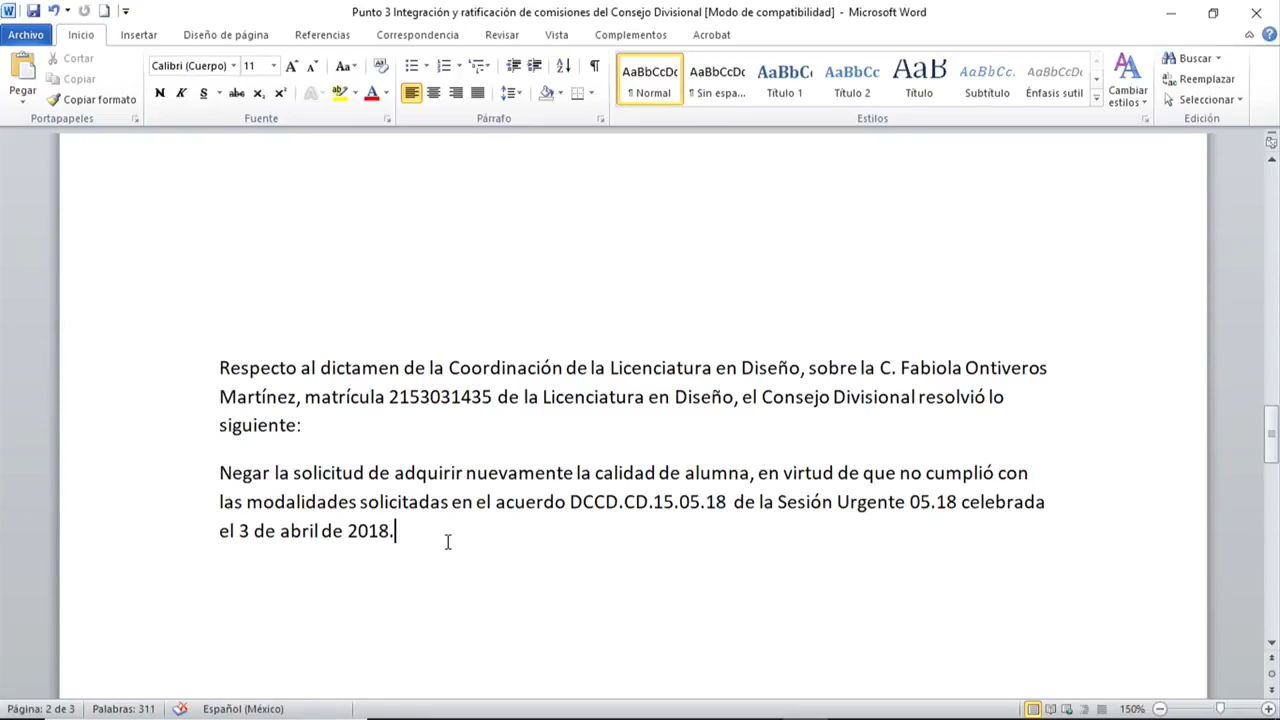 Punto 3 Integración y ratificación de comisiones del Consejo Divisional [Modo de compatibilidad] - Microsoft Word
Archivo Inicio Insertar Diseño de página Referencias Correspondencia Revisar Vista Complementos Acrobat
Pegar
Cortar
Copiar
Copiar formato
Portapapeles
Calibri (Cuerpo) 11
N K S abc x₂ x² A
Fuente
Párrafo
AaBbCcDc AaBbCcDc AaBbC AaBbCc AaB AaBbCc. AaBbCcDc
¶ Normal ¶ Sin espa... Título 1 Título 2 Título Subtítulo Énfasis sutil
Cambiar estilos
Estilos
Buscar
Reemplazar
Seleccionar
Edición
Respecto al dictamen de la Coordinación de la Licenciatura en Diseño, sobre la C. Fabiola Ontiveros
Martínez, matrícula 2153031435 de la Licenciatura en Diseño, el Consejo Divisional resolvió lo
siguiente:
Negar la solicitud de adquirir nuevamente la calidad de alumna, en virtud de que no cumplió con
las modalidades solicitadas en el acuerdo DCCD.CD.15.05.18 de la Sesión Urgente 05.18 celebrada
el 3 de abril de 2018.
Página: 2 de 3 Palabras: 311 Español (México) 150%